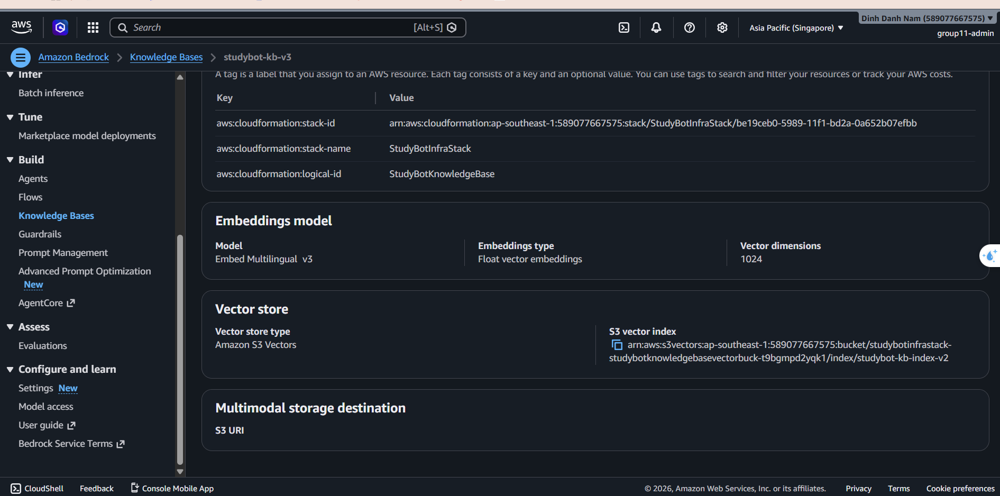 aws
Search [Alt+S]
Asia Pacific (Singapore)
Dinh Danh Nam (589077667575)
group11-admin
Amazon Bedrock
Knowledge Bases
studybot-kb-v3
Infer
Batch inference
Tune
Marketplace model deployments
Build
Agents
Flows
Knowledge Bases
Guardrails
Prompt Management
Advanced Prompt Optimization
New
AgentCore
Assess
Evaluations
Configure and learn
Settings New
Model access
User guide
Bedrock Service Terms
A tag is a label that you assign to an AWS resource. Each tag consists of a key and an optional value. You can use tags to search and filter your resources or track your AWS costs.
Key Value
aws:cloudformation:stack-id arn:aws:cloudformation:ap-southeast-1:589077667575:stack/StudyBotInfraStack/be19ceb0-5989-11f1-bd2a-0a652b07efbb
aws:cloudformation:stack-name StudyBotInfraStack
aws:cloudformation:logical-id StudyBotKnowledgeBase
Embeddings model
Model
Embed Multilingual v3
Embeddings type
Float vector embeddings
Vector dimensions
1024
Vector store
Vector store type
Amazon S3 Vectors
S3 vector index
arn:aws:s3vectors:ap-southeast-1:589077667575:bucket/studybotinfrastack-
studybotknowledgebasevectorbuck-t9bgmpd2yqk1/index/studybot-kb-index-v2
Multimodal storage destination
S3 URI
CloudShell
Feedback
Console Mobile App
© 2026, Amazon Web Services, Inc. or its affiliates.
Privacy
Terms
Cookie preferences